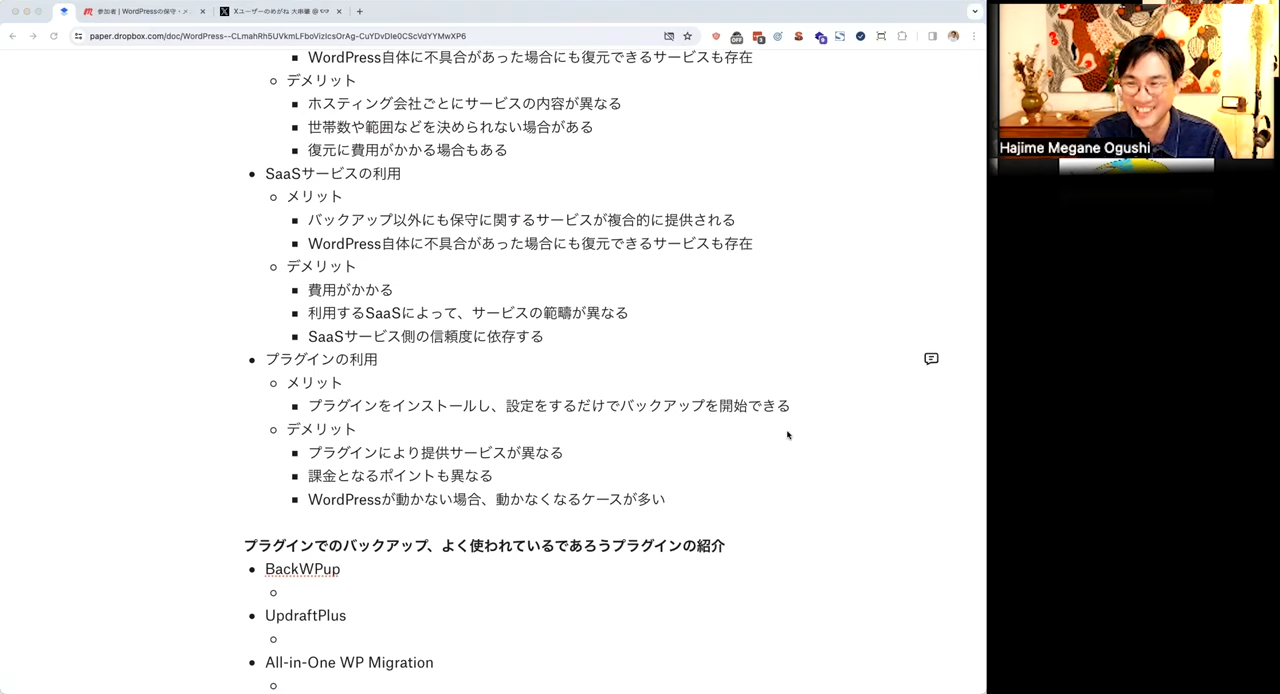 参加者 | WordPressの保守・メ
Xユーザーのめがね 大串肇 @
paper.dropbox.com/doc/WordPress--CLmahRh5UVkmLFboVizIcsOrAg-CuYDvDIe0CScVdYYMwXP6
WordPress自体に不具合があった場合にも復元できるサービスも存在
デメリット
ホスティング会社ごとにサービスの内容が異なる
世帯数や範囲などを決められない場合がある
復元に費用がかかる場合もある
SaaSサービスの利用
メリット
バックアップ以外にも保守に関するサービスが複合的に提供される
WordPress自体に不具合があった場合にも復元できるサービスも存在
デメリット
費用がかかる
利用するSaaSによって、サービスの範疇が異なる
SaaSサービス側の信頼度に依存する
プラグインの利用
メリット
プラグインをインストールし、設定をするだけでバックアップを開始できる
デメリット
プラグインにより提供サービスが異なる
課金となるポイントも異なる
WordPressが動かない場合、動かなくなるケースが多い
プラグインでのバックアップ、よく使われているであろうプラグインの紹介
BackWPup
UpdraftPlus
All-in-One WP Migration
Hajime Megane Ogushi